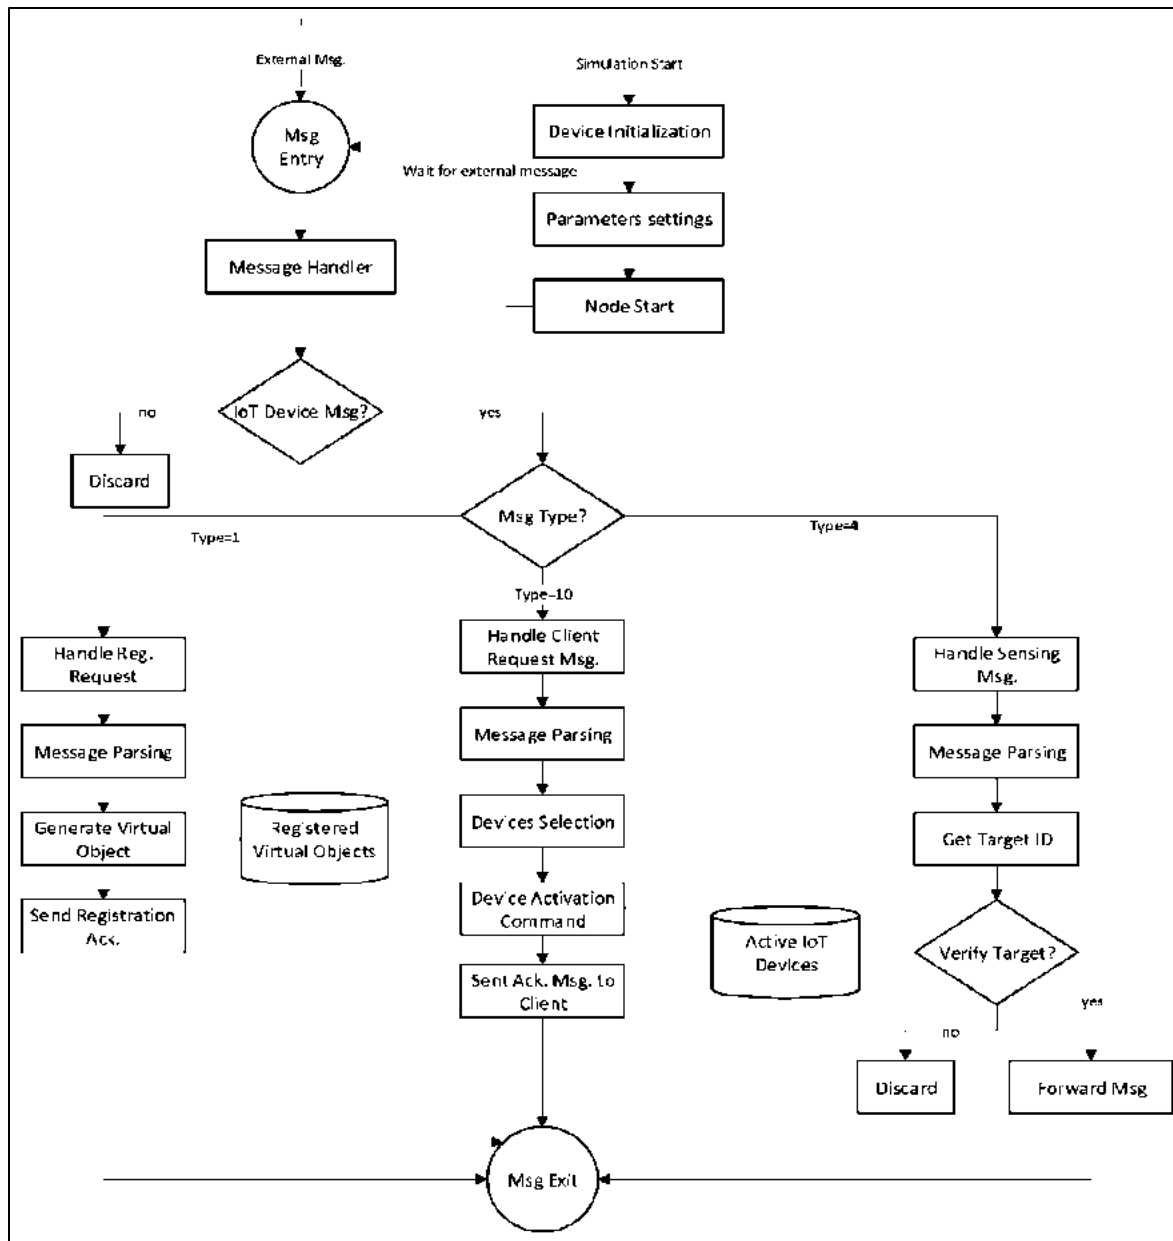 External Msg.
Simulation Start
Msg
Entry
Device Initialization
Wait for external message
Parameters settings
Message Handler
Node Start
IoT Device Msg?
no
yes
Discard
Msg Type?
Type=1
Type=4
Type=10
Handle Reg.
Request
Handle Client
Request Msg.
Handle Sensing
Msg.
Message Parsing
Message Parsing
Message Parsing
Generate Virtual
Object
Registered
Virtual Objects
Devices Selection
Get Target ID
Send Registration
Ack.
Device Activation
Command
Active IoT
Devices
Verify Target?
Sent Ack. Msg. to
Client
no
yes
Discard
Forward Msg
Msg Exit